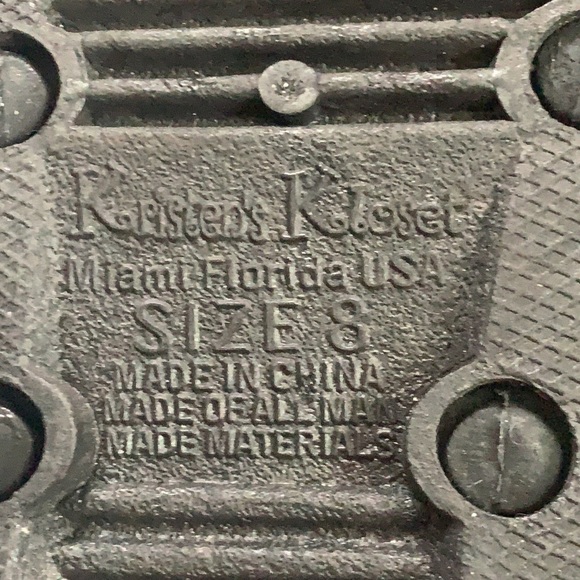 Kristen's Kloset
Miami Florida USA
SIZE 8
MADE IN CHINA
MADE OF ALL MAN
MADE MATERIALS